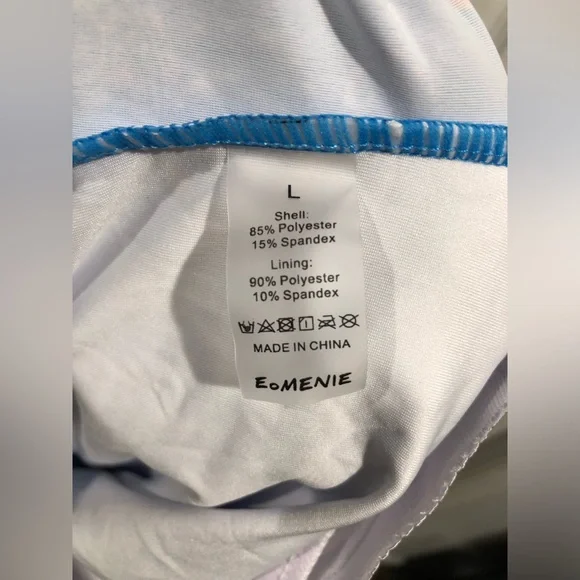 L
Shell:
85% Polyester
15% Spandex
Lining:
90% Polyester
10% Spandex
MADE IN CHINA
EoMENIE